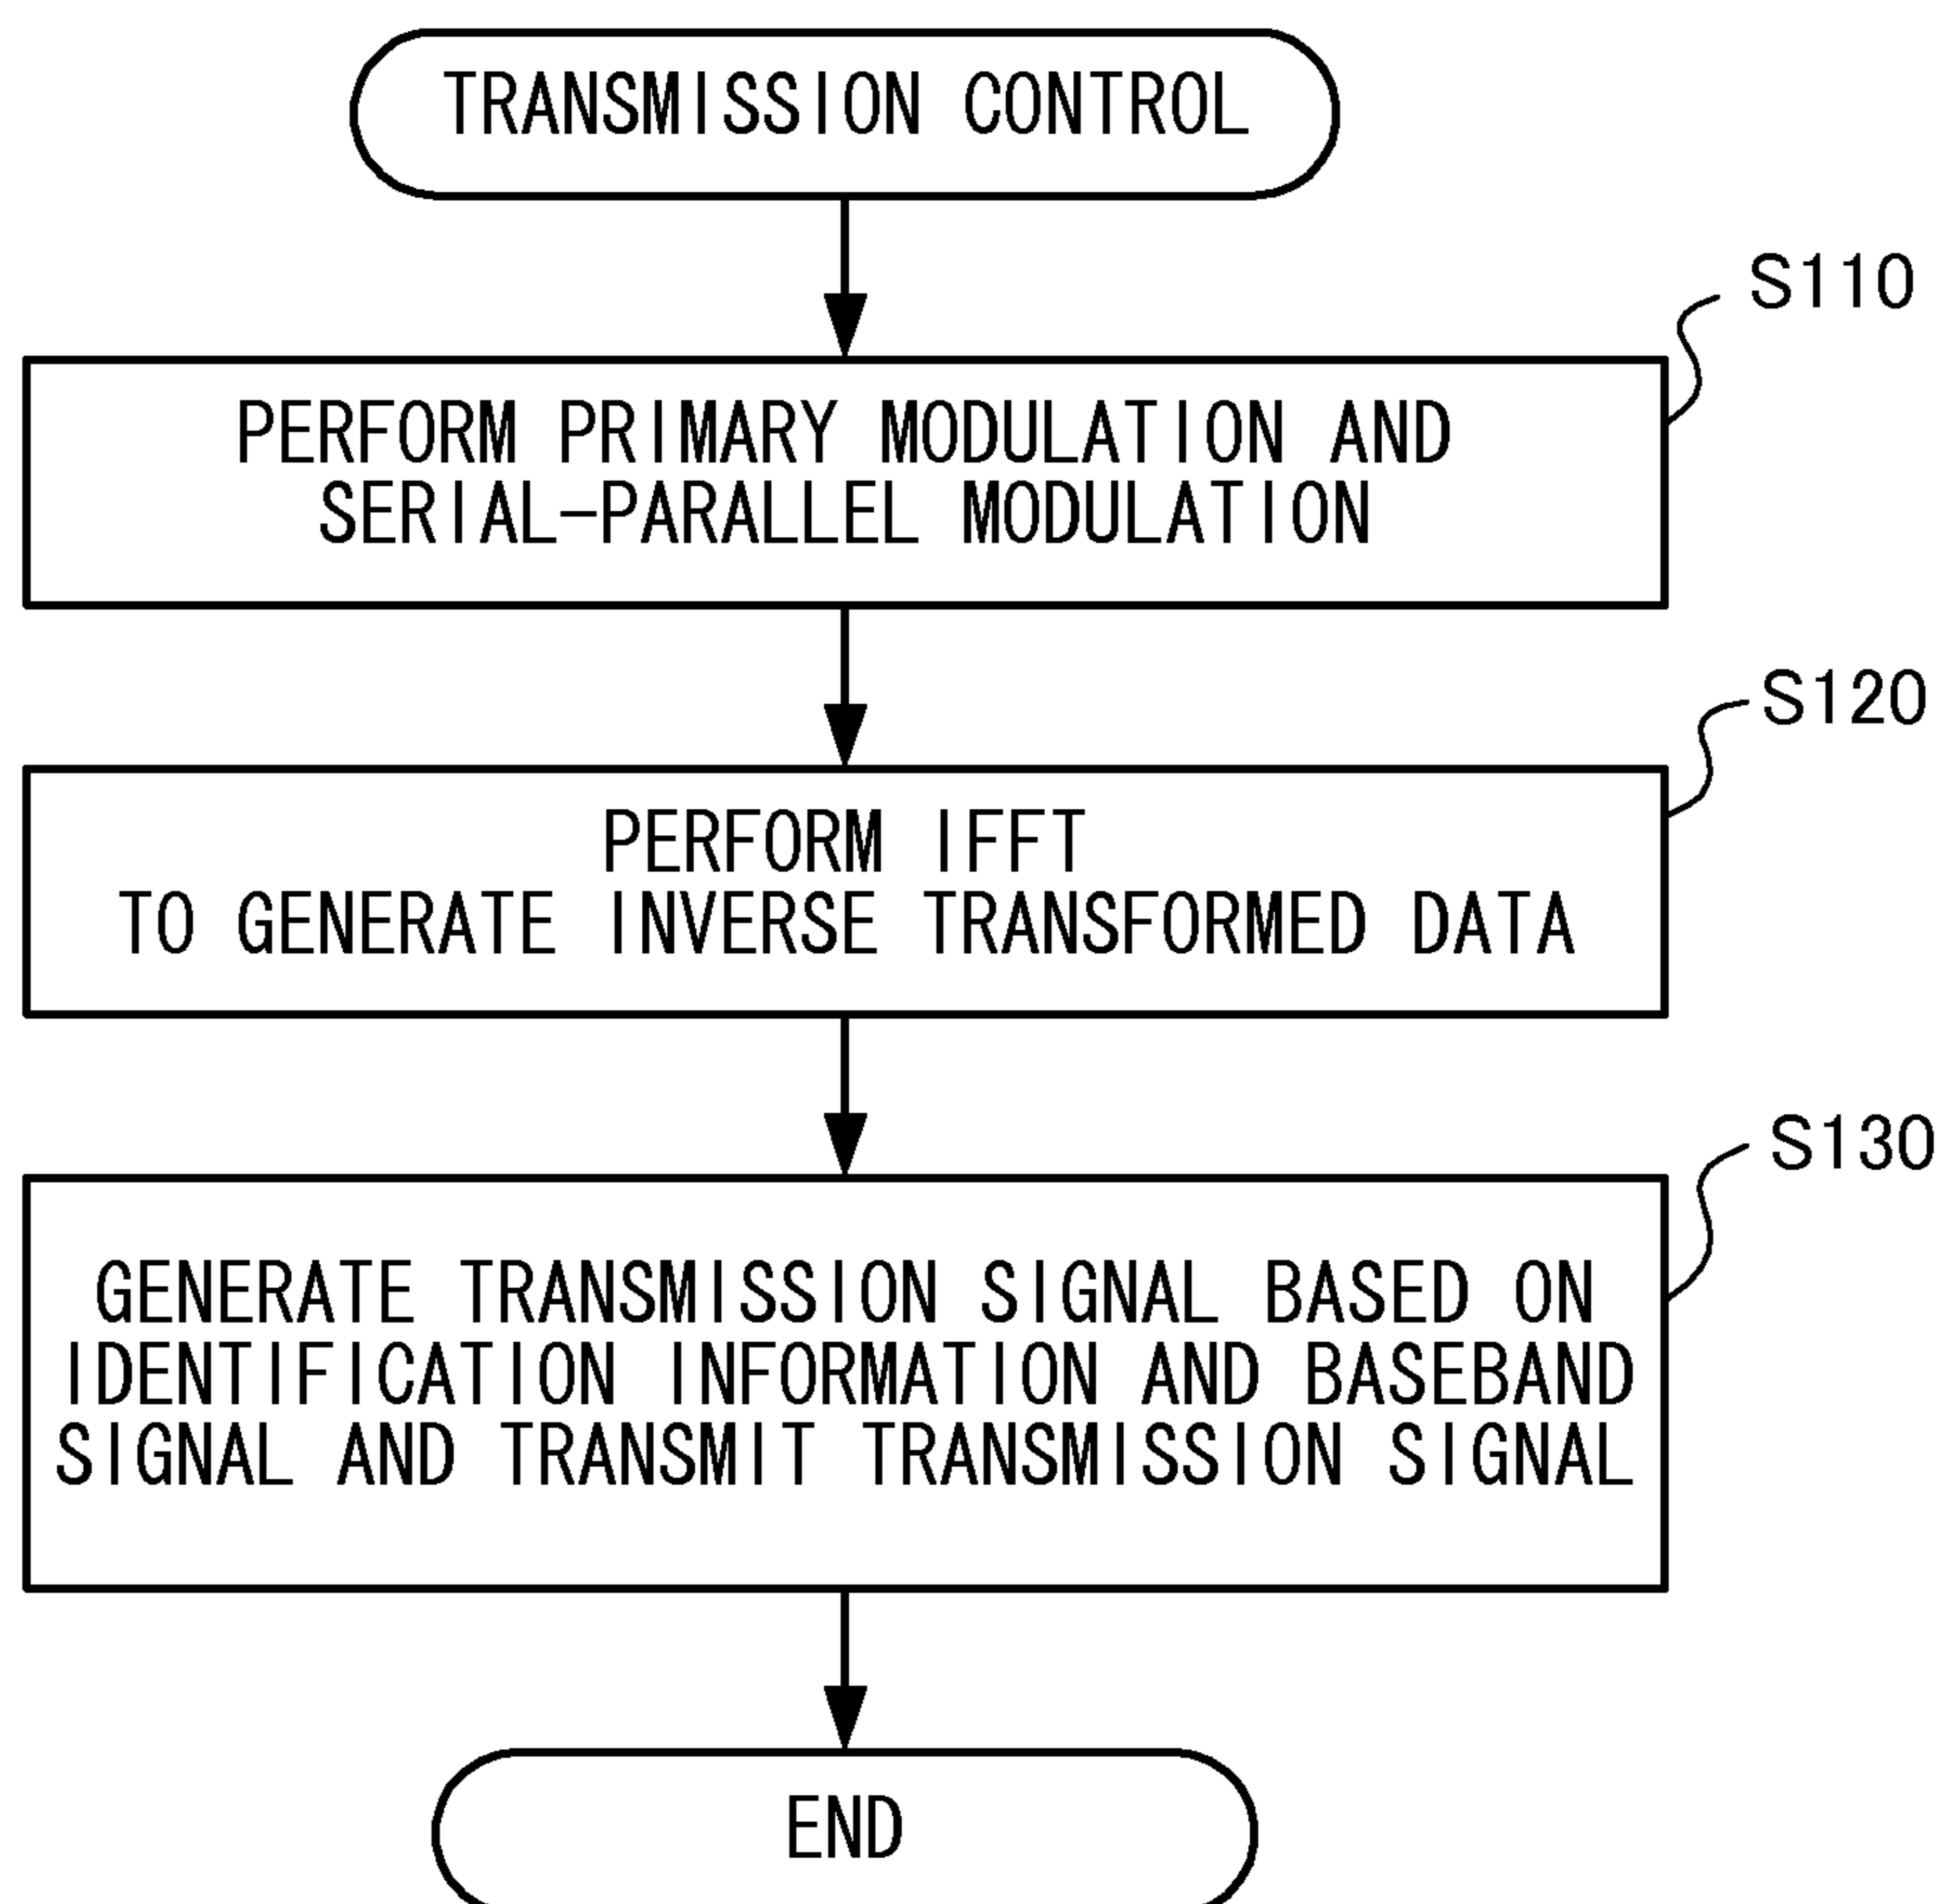 TRANSMISSION CONTROL
S110
PERFORM PRIMARY MODULATION AND
SERIAL-PARALLEL MODULATION
S120
PERFORM IFFT
TO GENERATE INVERSE TRANSFORMED DATA
S130
GENERATE TRANSMISSION SIGNAL BASED ON
IDENTIFICATION INFORMATION AND BASEBAND
SIGNAL AND TRANSMIT TRANSMISSION SIGNAL
END